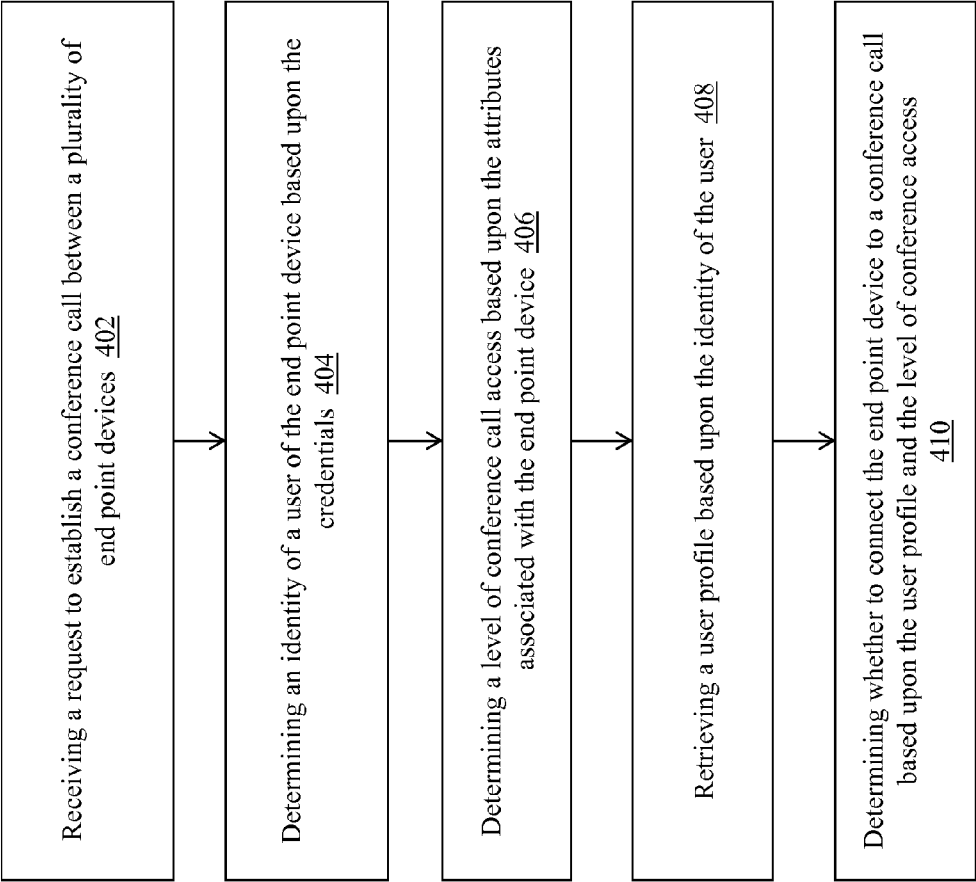 Receiving a request to establish a conference call between a plurality of
end point devices 402
Determining an identity of a user of the end point device based upon the
credentials 404
Determining a level of conference call access based upon the attributes
associated with the end point device 406
Retrieving a user profile based upon the identity of the user 408
Determining whether to connect the end point device to a conference call
based upon the user profile and the level of conference access
410